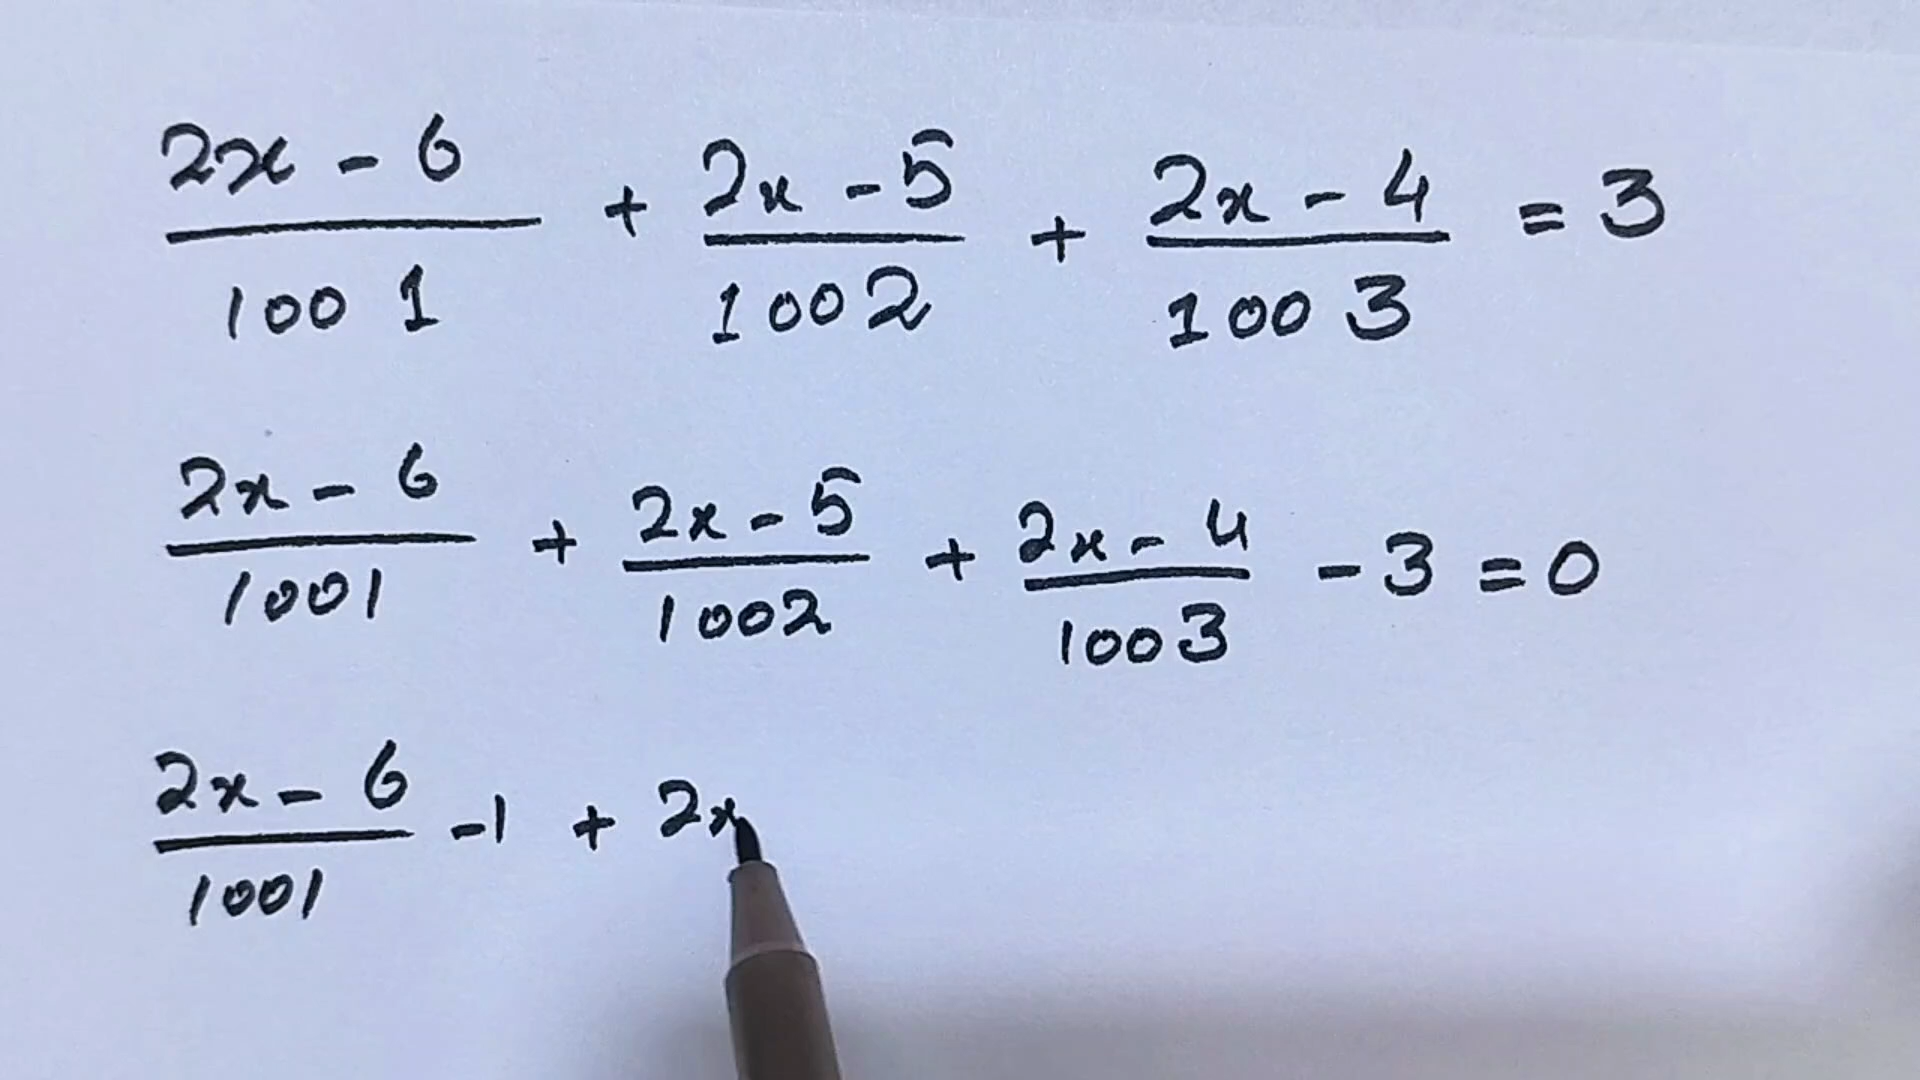 2x - 6 / 1001 + 2x - 5 / 1002 + 2x - 4 / 1003 = 3
2x - 6 / 1001 + 2x - 5 / 1002 + 2x - 4 / 1003 - 3 = 0
2x - 6 / 1001 - 1 + 2x